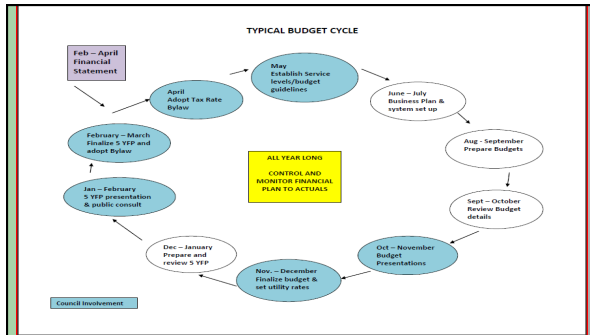 TYPICAL BUDGET CYCLE
Feb – April
Financial
Statement
May
Establish Service
levels/budget
guidelines
April
Adopt Tax Rate
Bylaw
June – July
Business Plan &
system set up
February – March
Finalize 5 YFP and
adopt Bylaw
Aug - September
Prepare Budgets
ALL YEAR LONG
CONTROL AND
MONITOR FINANCIAL
PLAN TO ACTUALS
Jan – February
5 YFP presentation
& public consult
Sept – October
Review Budget
details
Dec – January
Prepare and
review 5 YFP
Oct – November
Budget
Presentations
Nov. – December
Finalize budget &
set utility rates
Council Involvement